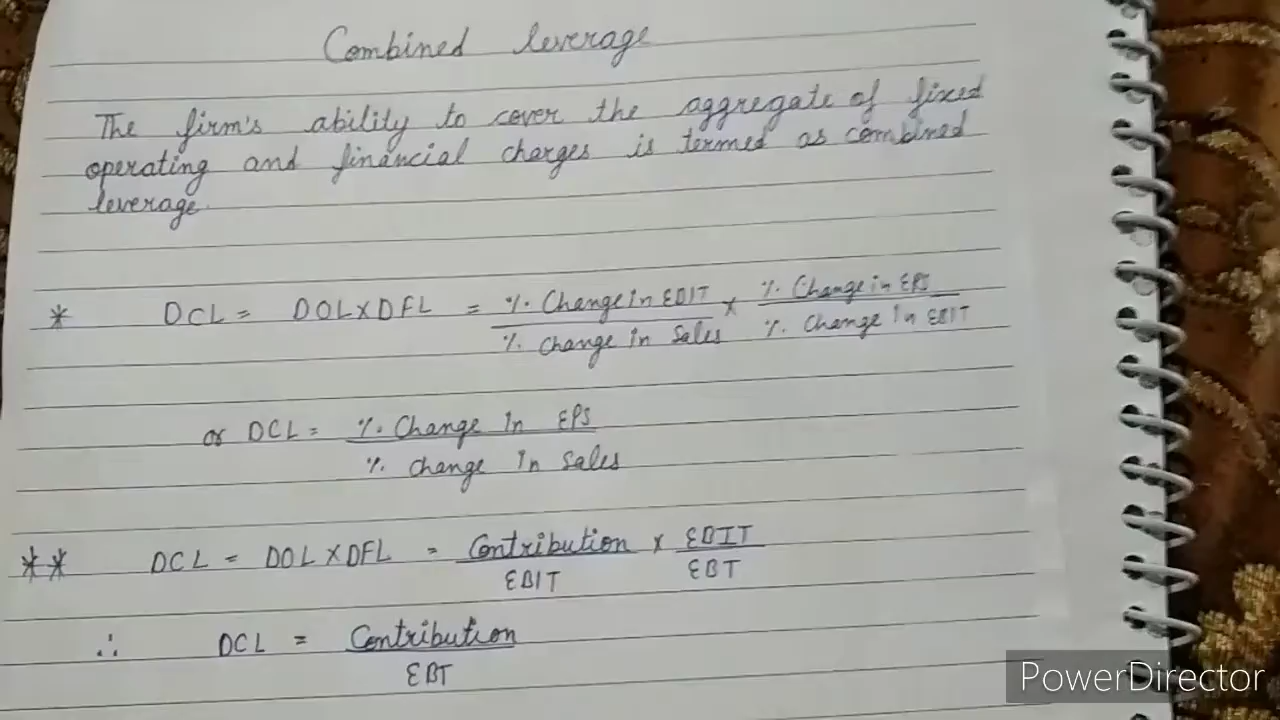 Combined leverage
The firm's ability to cover the aggregate of fixed
operating and financial charges is termed as combined
leverage.
* DCL = DOL X DFL = %. Change in EBIT / %. Change in Sales x %. Change in EPS / %. Change in EBIT
or DCL = %. Change In EPS / %. Change In Sales
** DCL = DOL X DFL = Contribution / EBIT x EBIT / EBT
∴ DCL = Contribution / EBT
PowerDirector